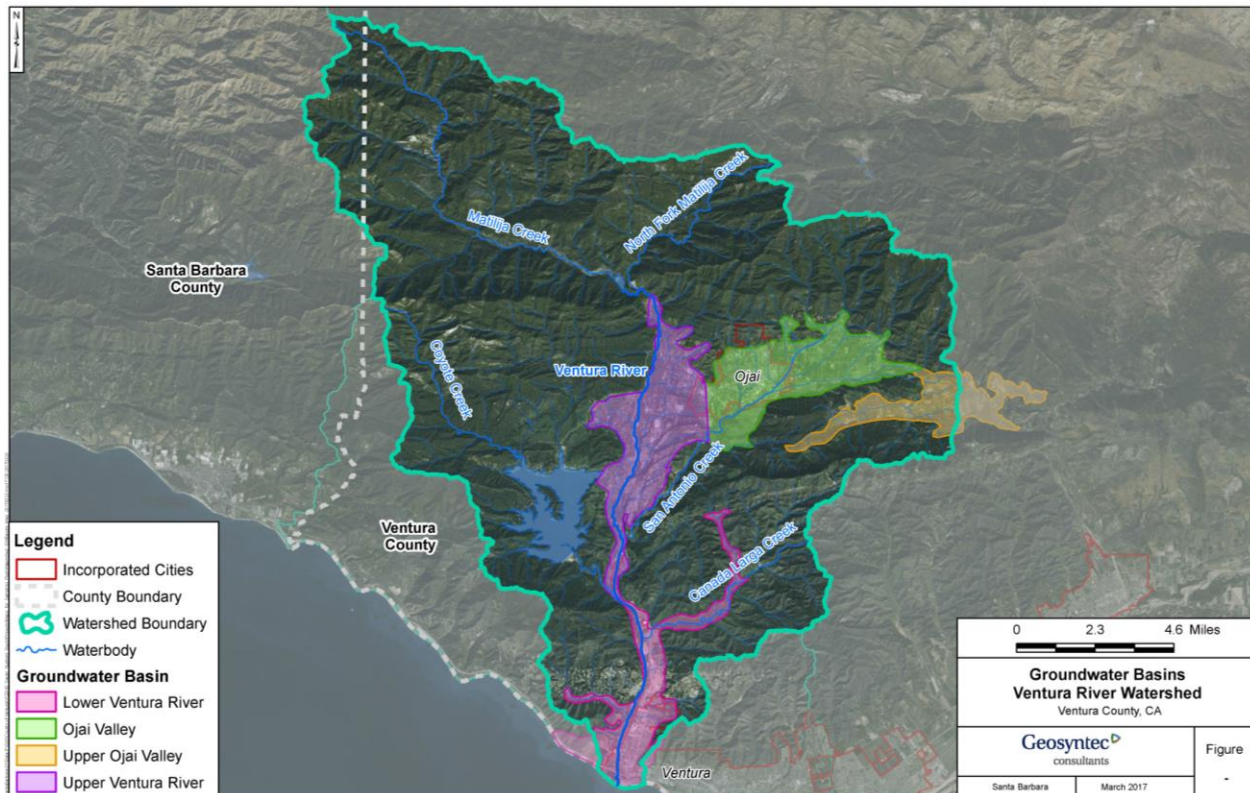 N
North Fork Matilija Creek
Matilija Creek
Santa Barbara
County
Coyote Creek
Ventura River
Ojai
San Antonio Creek
Ventura
County
Canada Larga Creek
Ventura
Legend
Incorporated Cities
County Boundary
Watershed Boundary
Waterbody
Groundwater Basin
Lower Ventura River
Ojai Valley
Upper Ojai Valley
Upper Ventura River
0 2.3 4.6 Miles
Groundwater Basins
Ventura River Watershed
Ventura County, CA
Geosyntec
consultants
Figure
-
Santa Barbara
March 2017